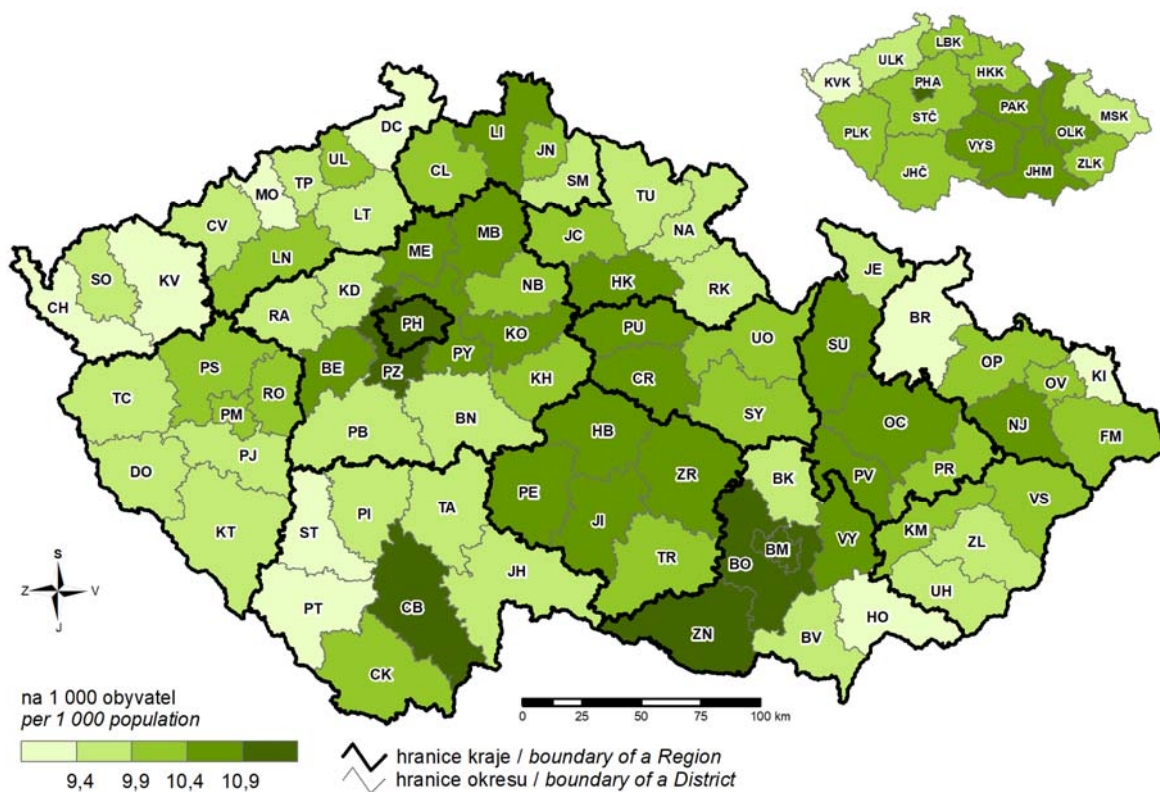 LBK
ULK
HKK
KVK
PHA
PAK
MSK
STČ
PLK
OLK
VYS
ZLK
JHČ
JHM
DC
LI
UL
JN
CL
MO
TP
SM
TU
CV
LT
MB
JC
NA
ME
LN
SO
KV
KD
NB
HK
RK
JE
CH
RA
BR
PH
KO
PU
UO
SU
PS
BE
PZ
PY
OP
KI
RO
KH
CR
OV
TC
PM
SY
OC
NJ
FM
PB
BN
HB
PJ
PR
DO
ZR
BK
PV
PE
VS
PI
TA
KT
JI
KM
ST
VY
ZL
BM
TR
BO
JH
UH
PT
CB
HO
ZN
BV
CK
S
Z V
J
na 1 000 obyvatel
per 1 000 population
9,4 9,9 10,4 10,9
0 25 50 75 100 km
hranice kraje / boundary of a Region
hranice okresu / boundary of a District